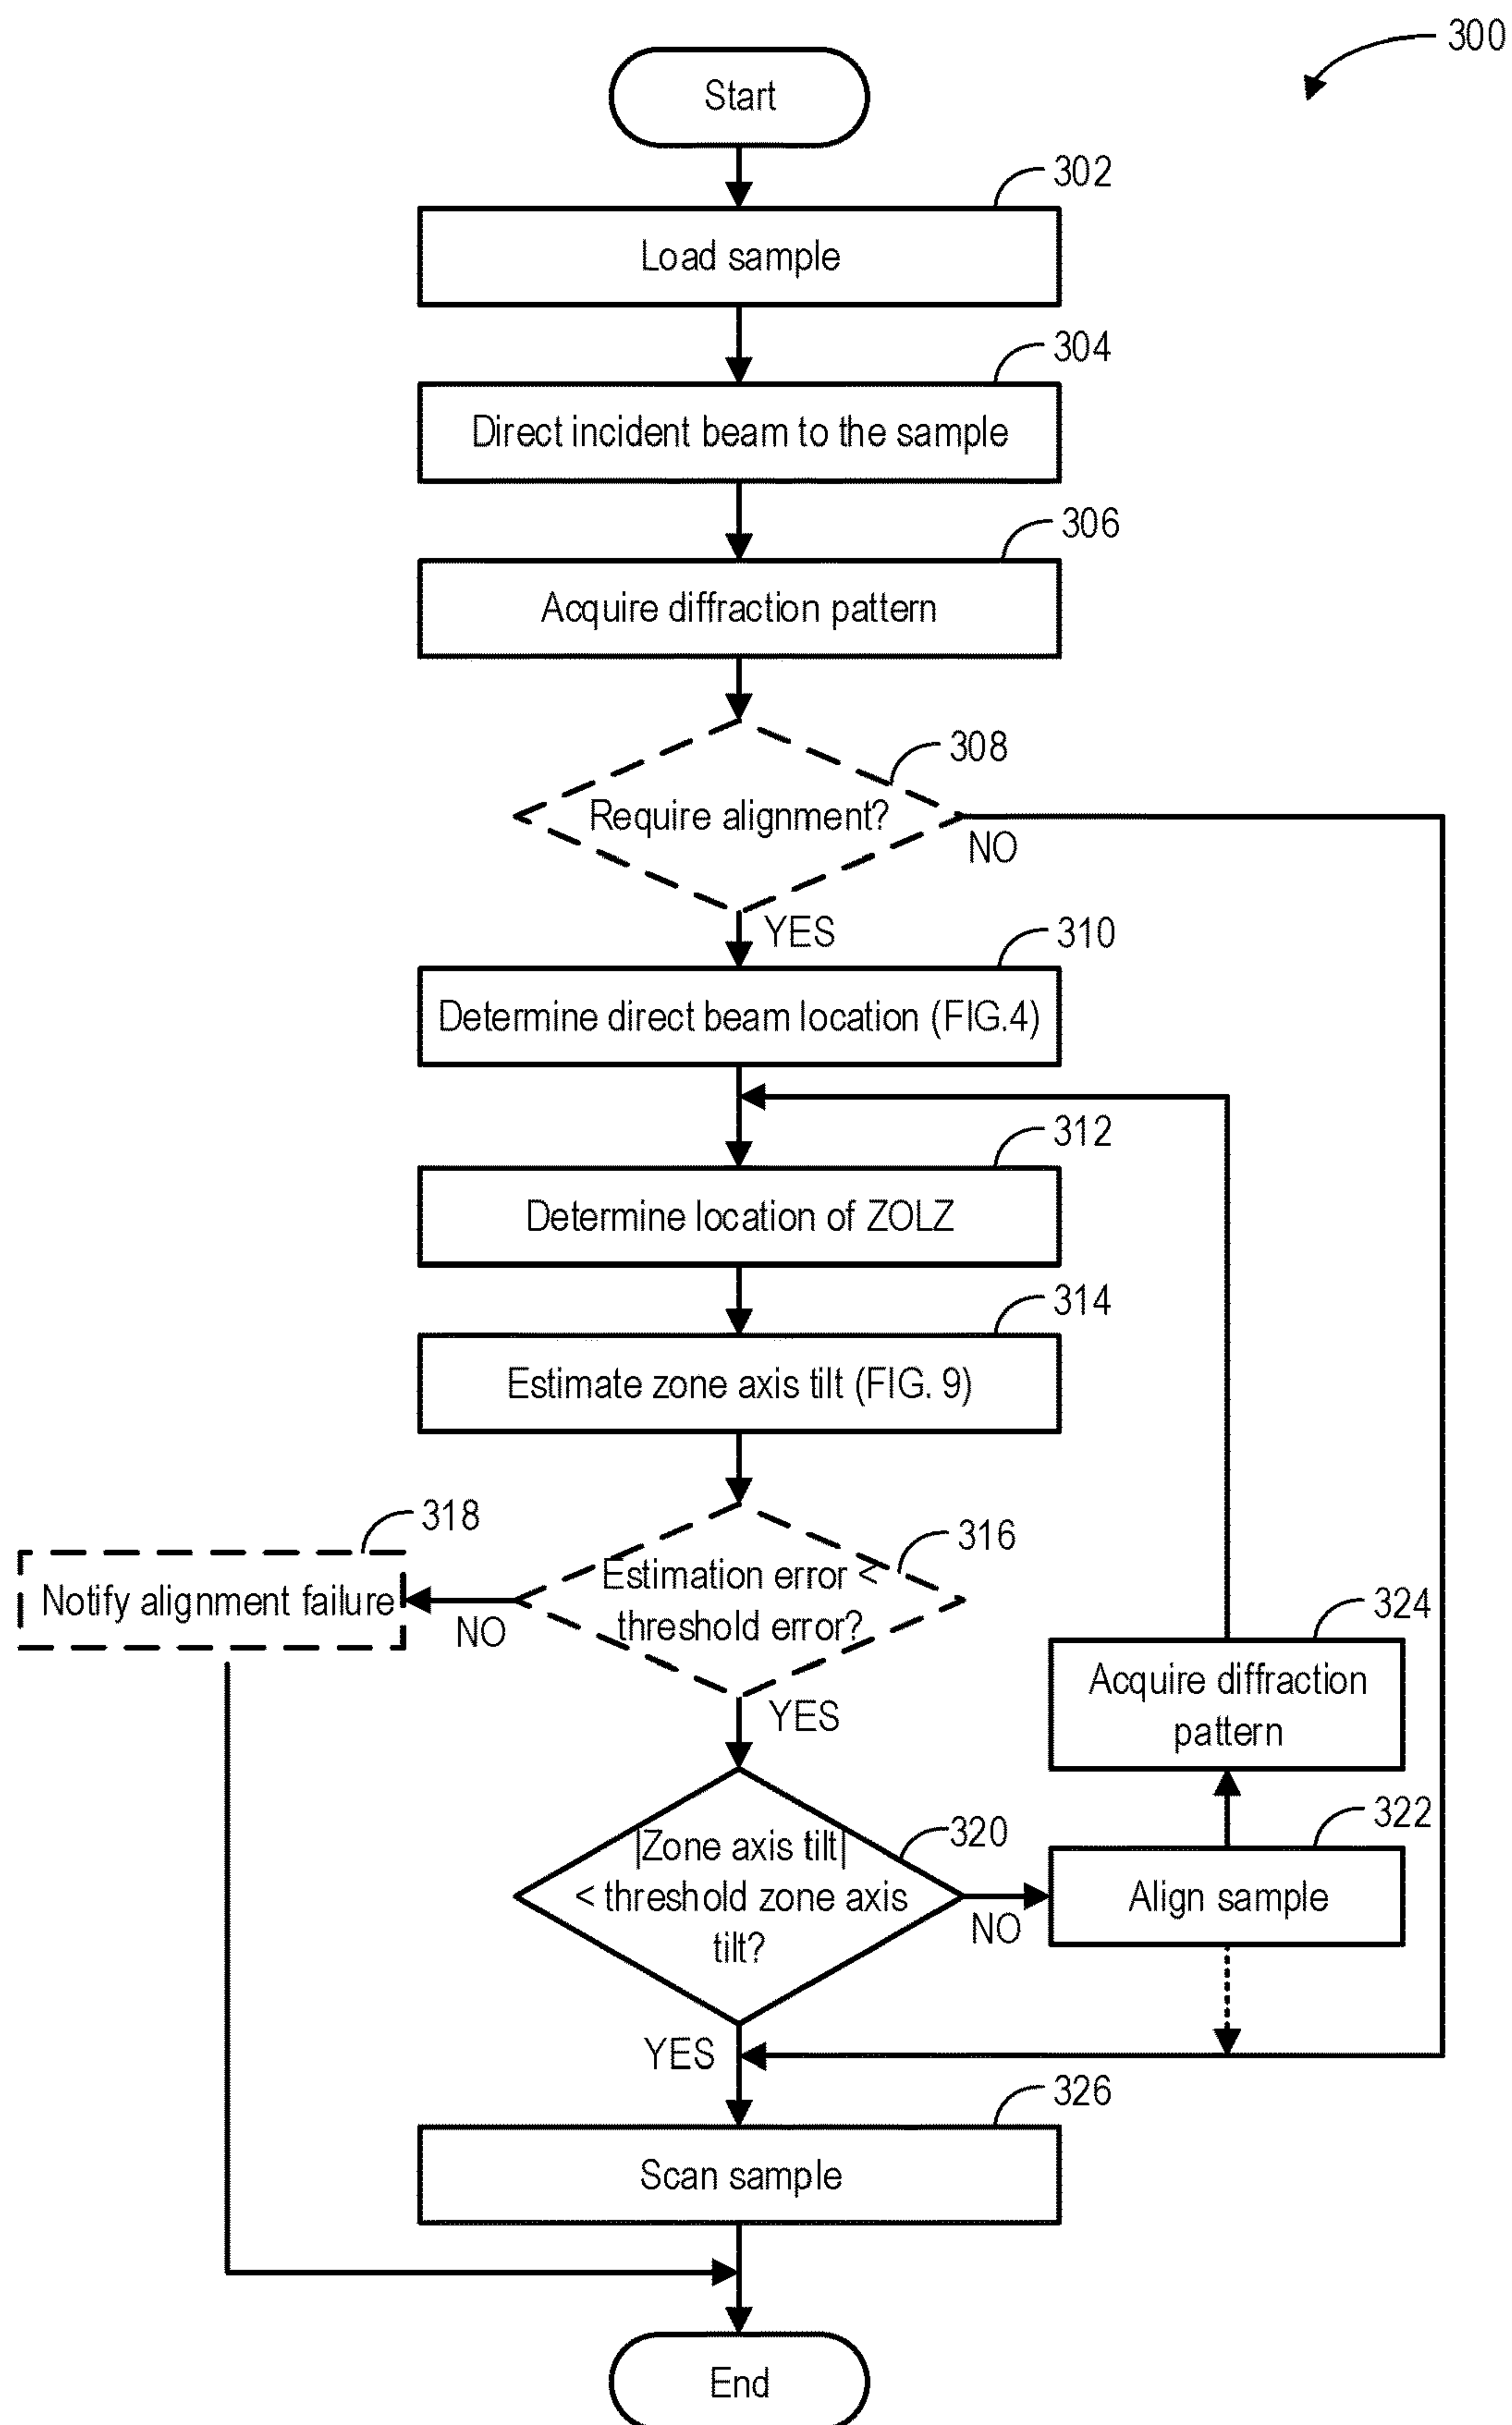 300
Start
302
Load sample
304
Direct incident beam to the sample
306
Acquire diffraction pattern
308
Require alignment?
NO
YES
310
Determine direct beam location (FIG.4)
312
Determine location of ZOLZ
314
Estimate zone axis tilt (FIG. 9)
318
Notify alignment failure
316
Estimation error <
threshold error?
NO
YES
324
Acquire diffraction
pattern
320
|Zone axis tilt|
< threshold zone axis
tilt?
NO
322
Align sample
YES
326
Scan sample
End